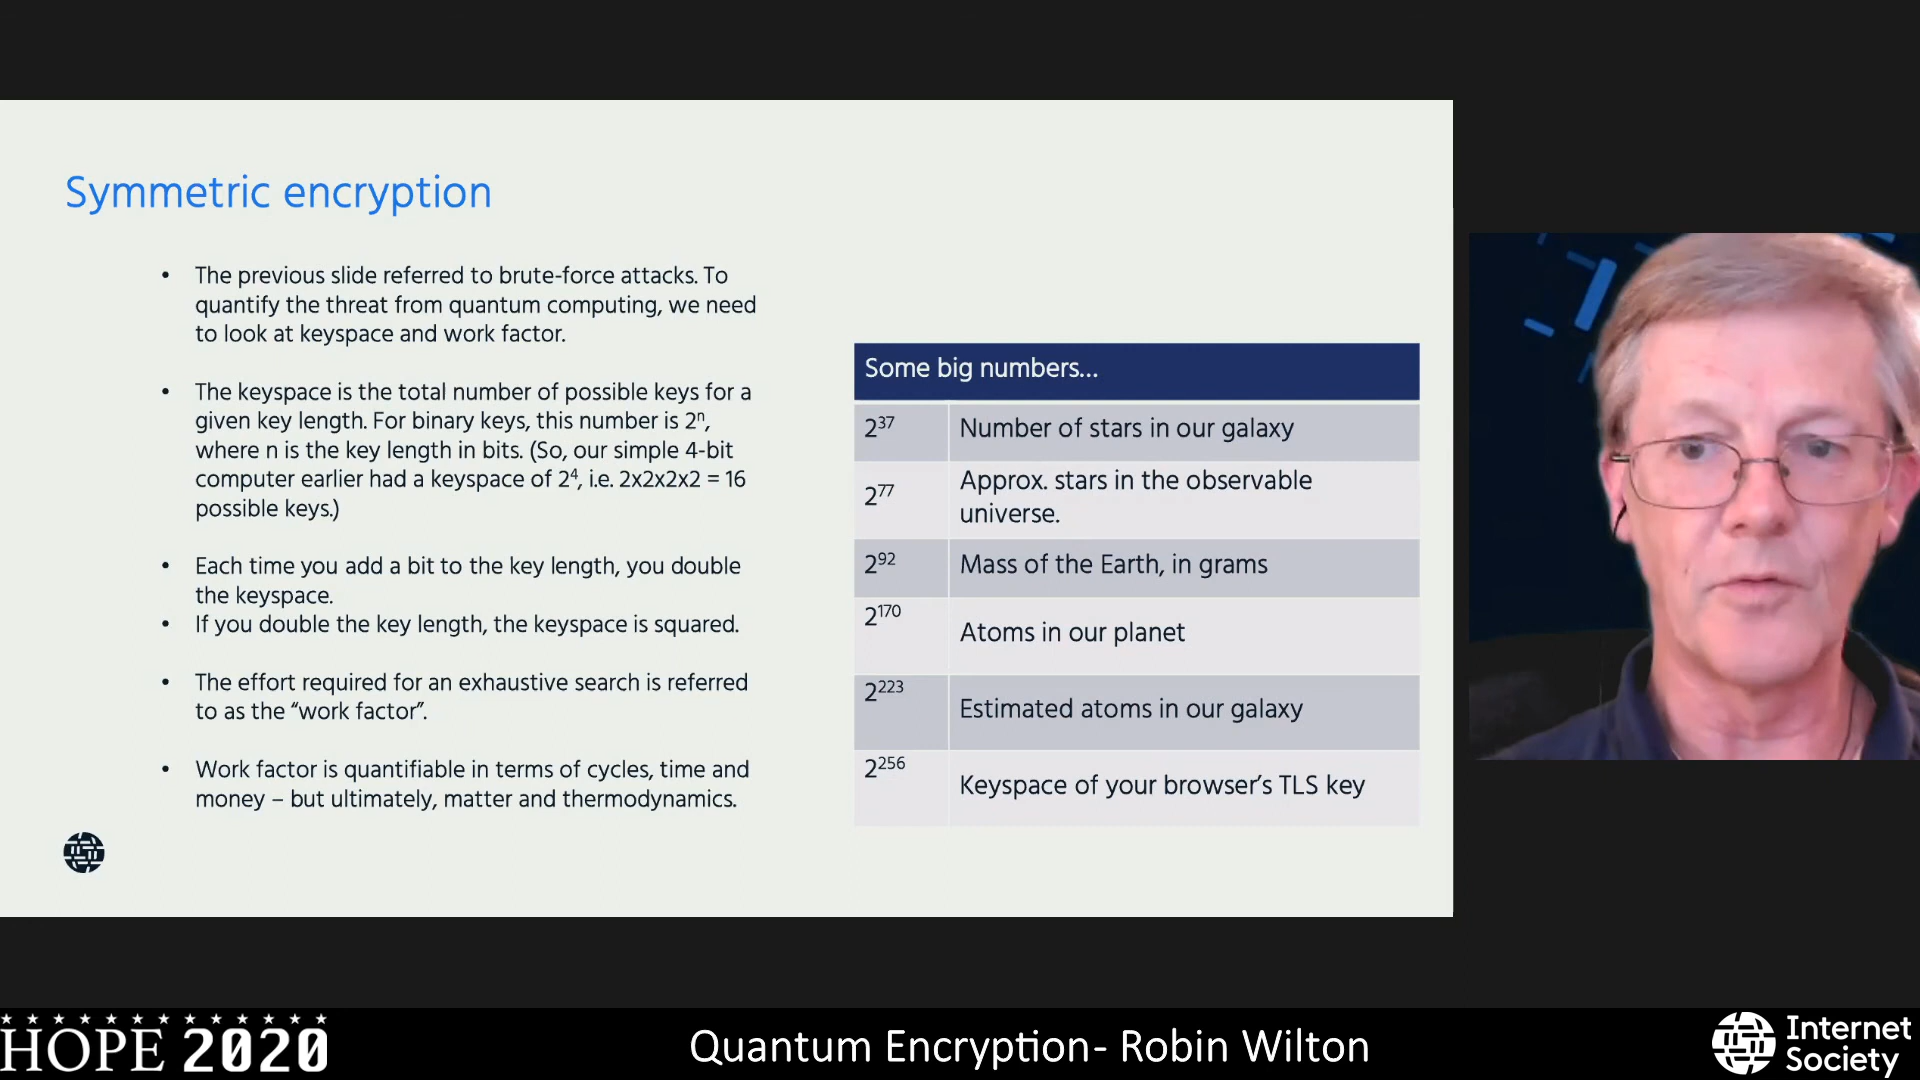 Symmetric encryption
• The previous slide referred to brute-force attacks. To
quantify the threat from quantum computing, we need
to look at keyspace and work factor.
• The keyspace is the total number of possible keys for a
given key length. For binary keys, this number is 2ⁿ,
where n is the key length in bits. (So, our simple 4-bit
computer earlier had a keyspace of 2⁴, i.e. 2x2x2x2 = 16
possible keys.)
• Each time you add a bit to the key length, you double
the keyspace.
• If you double the key length, the keyspace is squared.
• The effort required for an exhaustive search is referred
to as the “work factor”.
• Work factor is quantifiable in terms of cycles, time and
money – but ultimately, matter and thermodynamics.
Some big numbers...
2³⁷ Number of stars in our galaxy
2⁷⁷ Approx. stars in the observable
universe.
2⁹² Mass of the Earth, in grams
2¹⁷⁰ Atoms in our planet
2²²³ Estimated atoms in our galaxy
2²⁵⁶ Keyspace of your browser’s TLS key
HOPE 2020
Quantum Encryption- Robin Wilton
Internet
Society